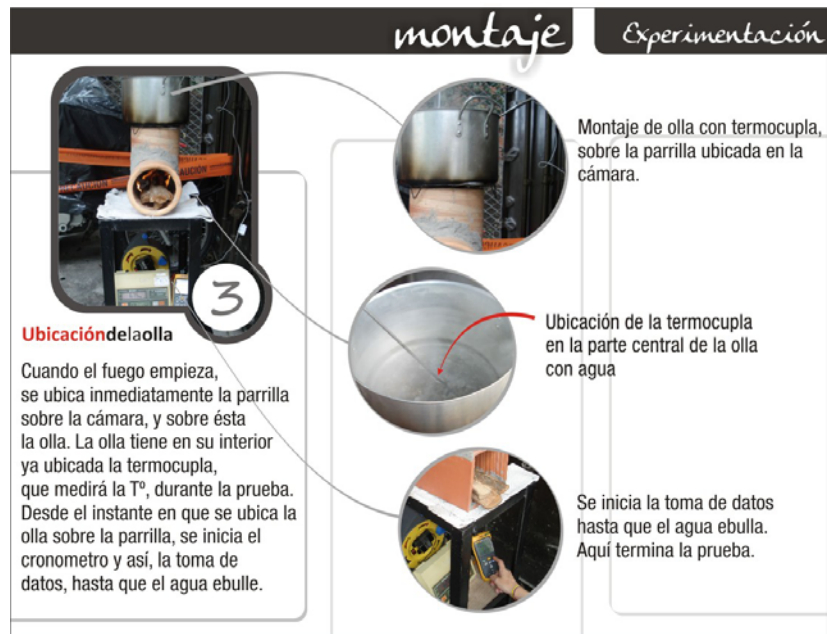 montaje
Experimentación
CAUCIÓN
3
Ubicacióndelaolla
Cuando el fuego empieza,
se ubica inmediatamente la parrilla
sobre la cámara, y sobre ésta
la olla. La olla tiene en su interior
ya ubicada la termocupla,
que medirá la Tº, durante la prueba.
Desde el instante en que se ubica la
olla sobre la parrilla, se inicia el
cronometro y así, la toma de
datos, hasta que el agua ebulle.
Montaje de olla con termocupla,
sobre la parrilla ubicada en la
cámara.
Ubicación de la termocupla
en la parte central de la olla
con agua
Se inicia la toma de datos
hasta que el agua ebulla.
Aquí termina la prueba.